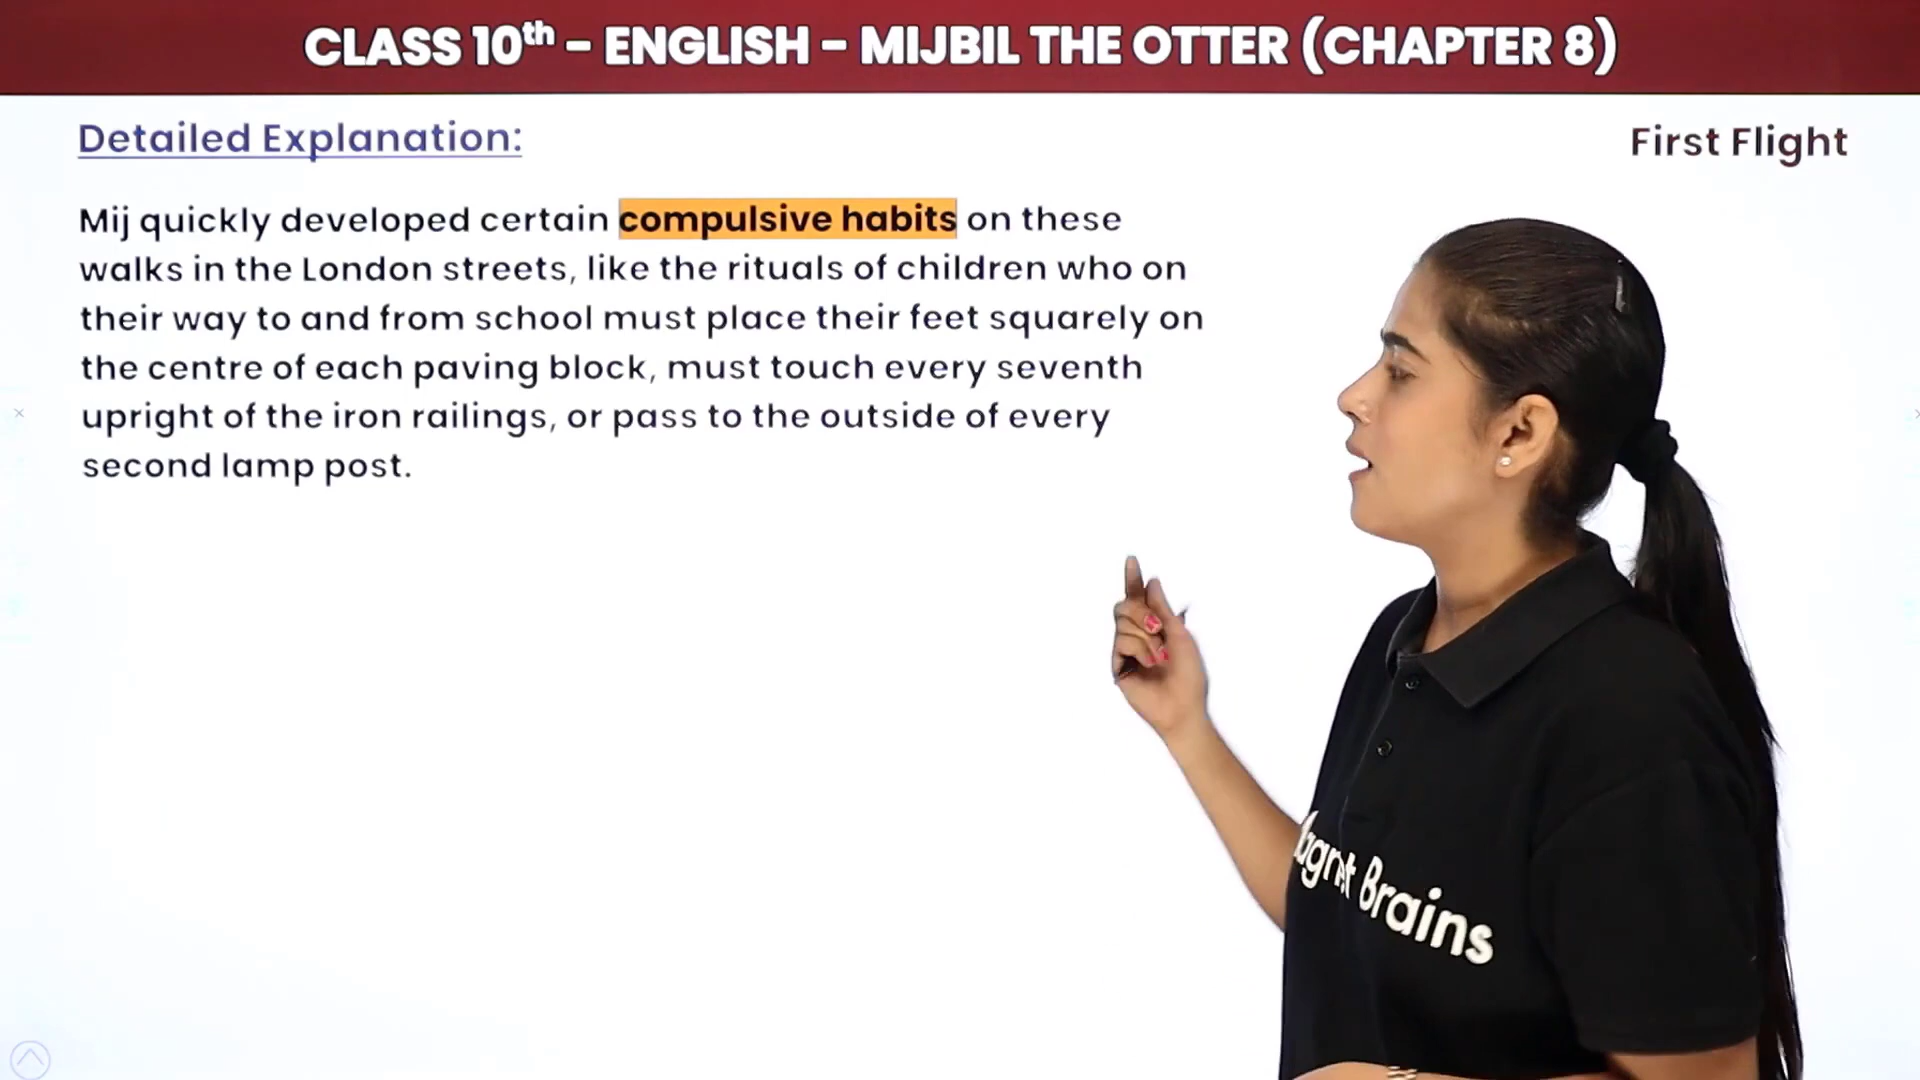 CLASS 10th – ENGLISH – MIJBIL THE OTTER (CHAPTER 8)
Detailed Explanation:
First Flight
Mij quickly developed certain compulsive habits on these
walks in the London streets, like the rituals of children who on
their way to and from school must place their feet squarely on
the centre of each paving block, must touch every seventh
upright of the iron railings, or pass to the outside of every
second lamp post.
Magnet Brains